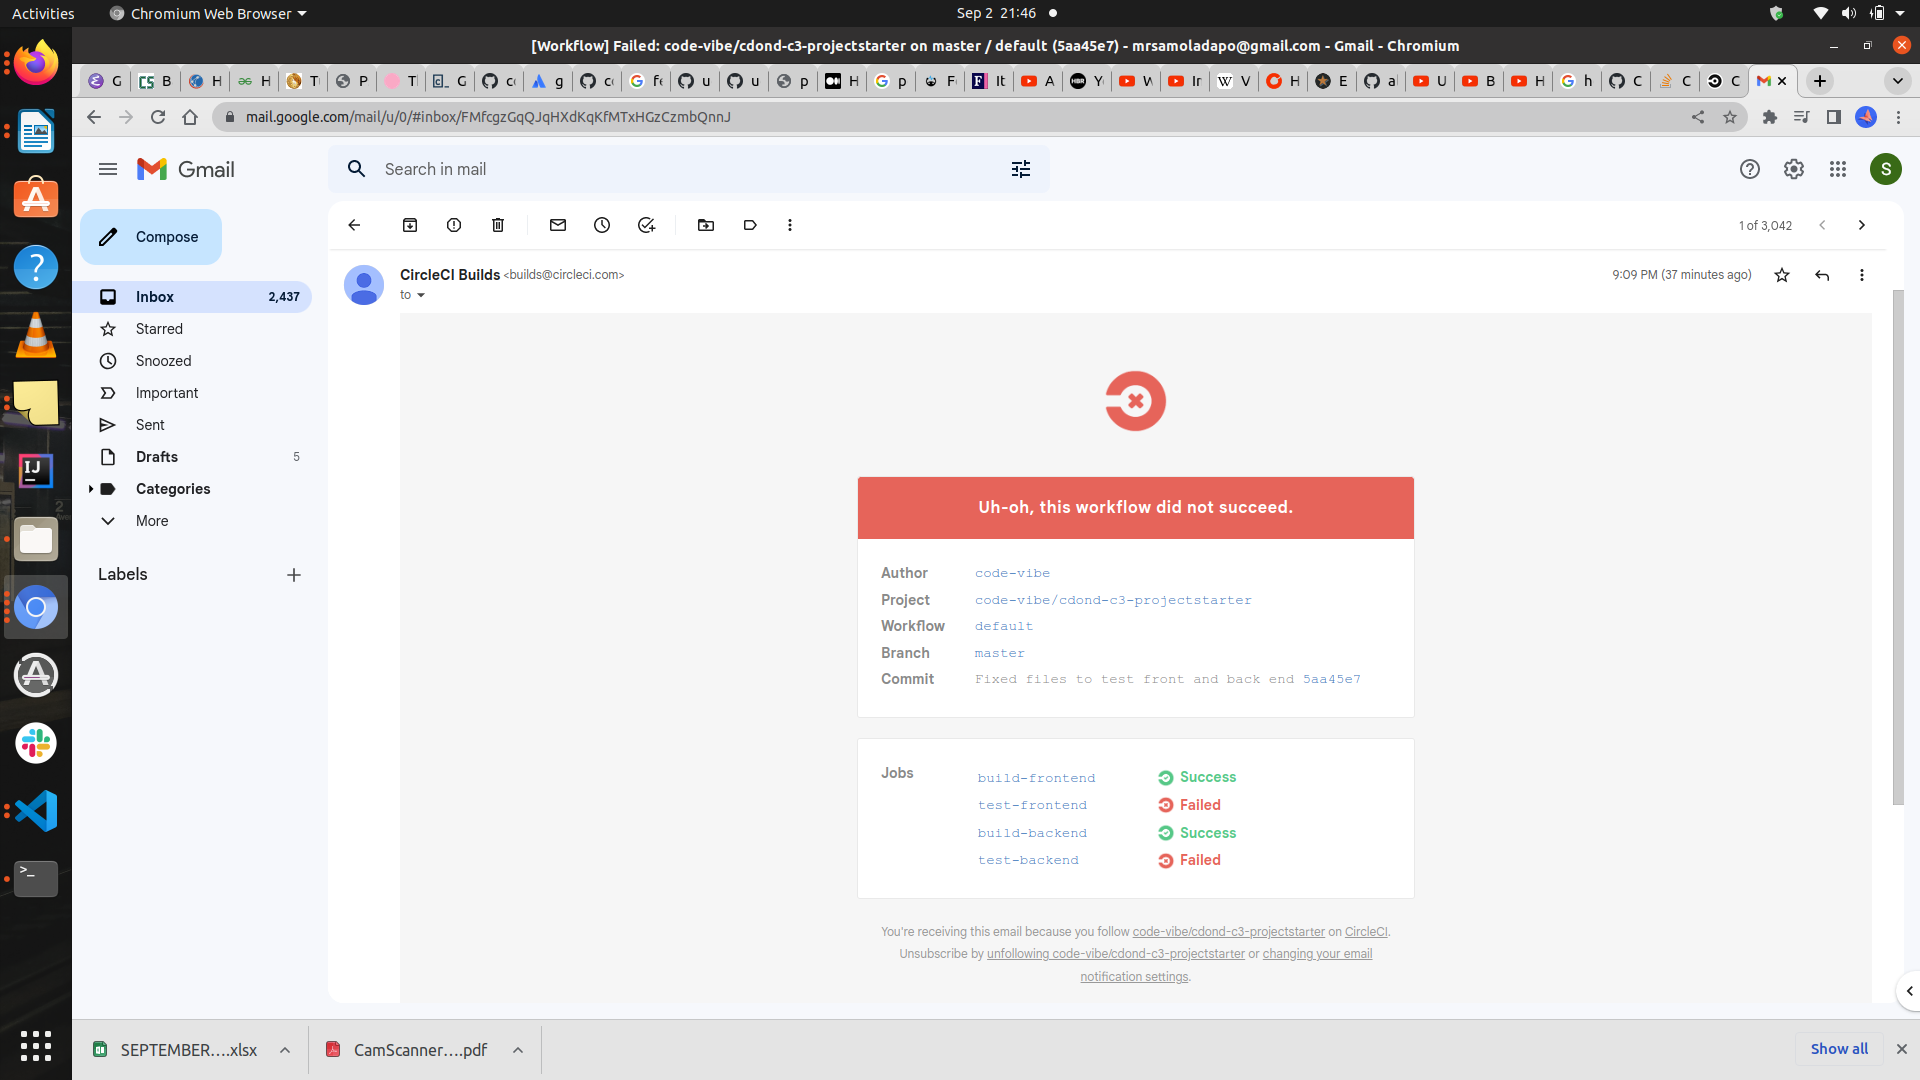 Activities
Chromium Web Browser
Sep 2 21:46
[Workflow] Failed: code-vibe/cdond-c3-projectstarter on master / default (5aa45e7) - mrsamoladapo@gmail.com - Gmail - Chromium
mail.google.com/mail/u/0/#inbox/FMfcgzGqQJqHXdKqKfMTxHGzCzmbQnnJ
Gmail
Search in mail
S
Compose
1 of 3,042
CircleCI Builds <builds@circleci.com>
9:09 PM (37 minutes ago)
to
Inbox 2,437
Starred
Snoozed
Important
Sent
Drafts 5
Categories
More
Labels
Uh-oh, this workflow did not succeed.
Author code-vibe
Project code-vibe/cdond-c3-projectstarter
Workflow default
Branch master
Commit Fixed files to test front and back end 5aa45e7
Jobs
build-frontend Success
test-frontend Failed
build-backend Success
test-backend Failed
You're receiving this email because you follow code-vibe/cdond-c3-projectstarter on CircleCI.
Unsubscribe by unfollowing code-vibe/cdond-c3-projectstarter or changing your email
notification settings.
SEPTEMBER....xlsx
CamScanner....pdf
Show all